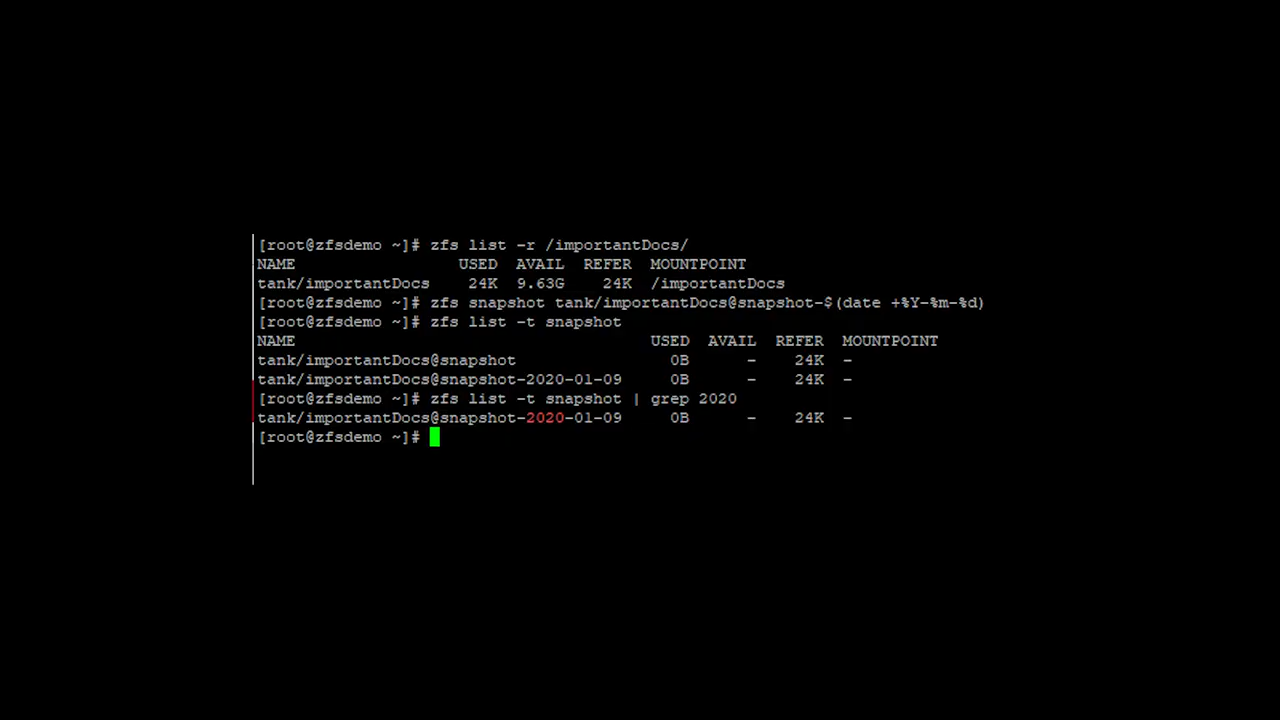 [root@zfsdemo ~]# zfs list -r /importantDocs/
NAME USED AVAIL REFER MOUNTPOINT
tank/importantDocs 24K 9.63G 24K /importantDocs
[root@zfsdemo ~]# zfs snapshot tank/importantDocs@snapshot-$(date +%Y-%m-%d)
[root@zfsdemo ~]# zfs list -t snapshot
NAME USED AVAIL REFER MOUNTPOINT
tank/importantDocs@snapshot 0B - 24K -
tank/importantDocs@snapshot-2020-01-09 0B - 24K -
[root@zfsdemo ~]# zfs list -t snapshot | grep 2020
tank/importantDocs@snapshot-2020-01-09 0B - 24K -
[root@zfsdemo ~]#